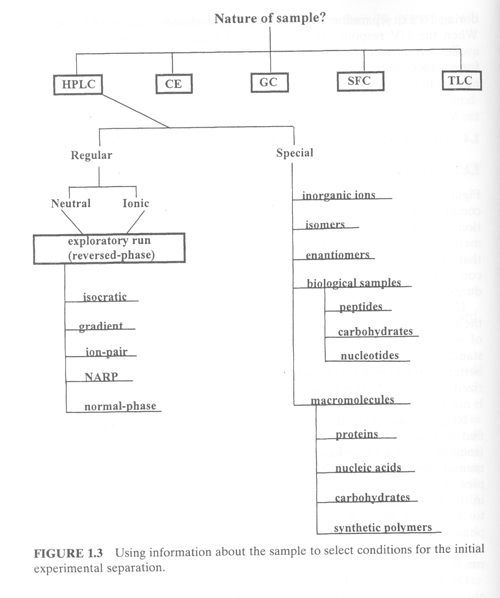 Nature of sample?
HPLC CE GC SFC TLC
Regular Special
Neutral Ionic
exploratory run
(reversed-phase)
isocratic
gradient
ion-pair
NARP
normal-phase
inorganic ions
isomers
enantiomers
biological samples
peptides
carbohydrates
nucleotides
macromolecules
proteins
nucleic acids
carbohydrates
synthetic polymers
FIGURE 1.3 Using information about the sample to select conditions for the initial
experimental separation.